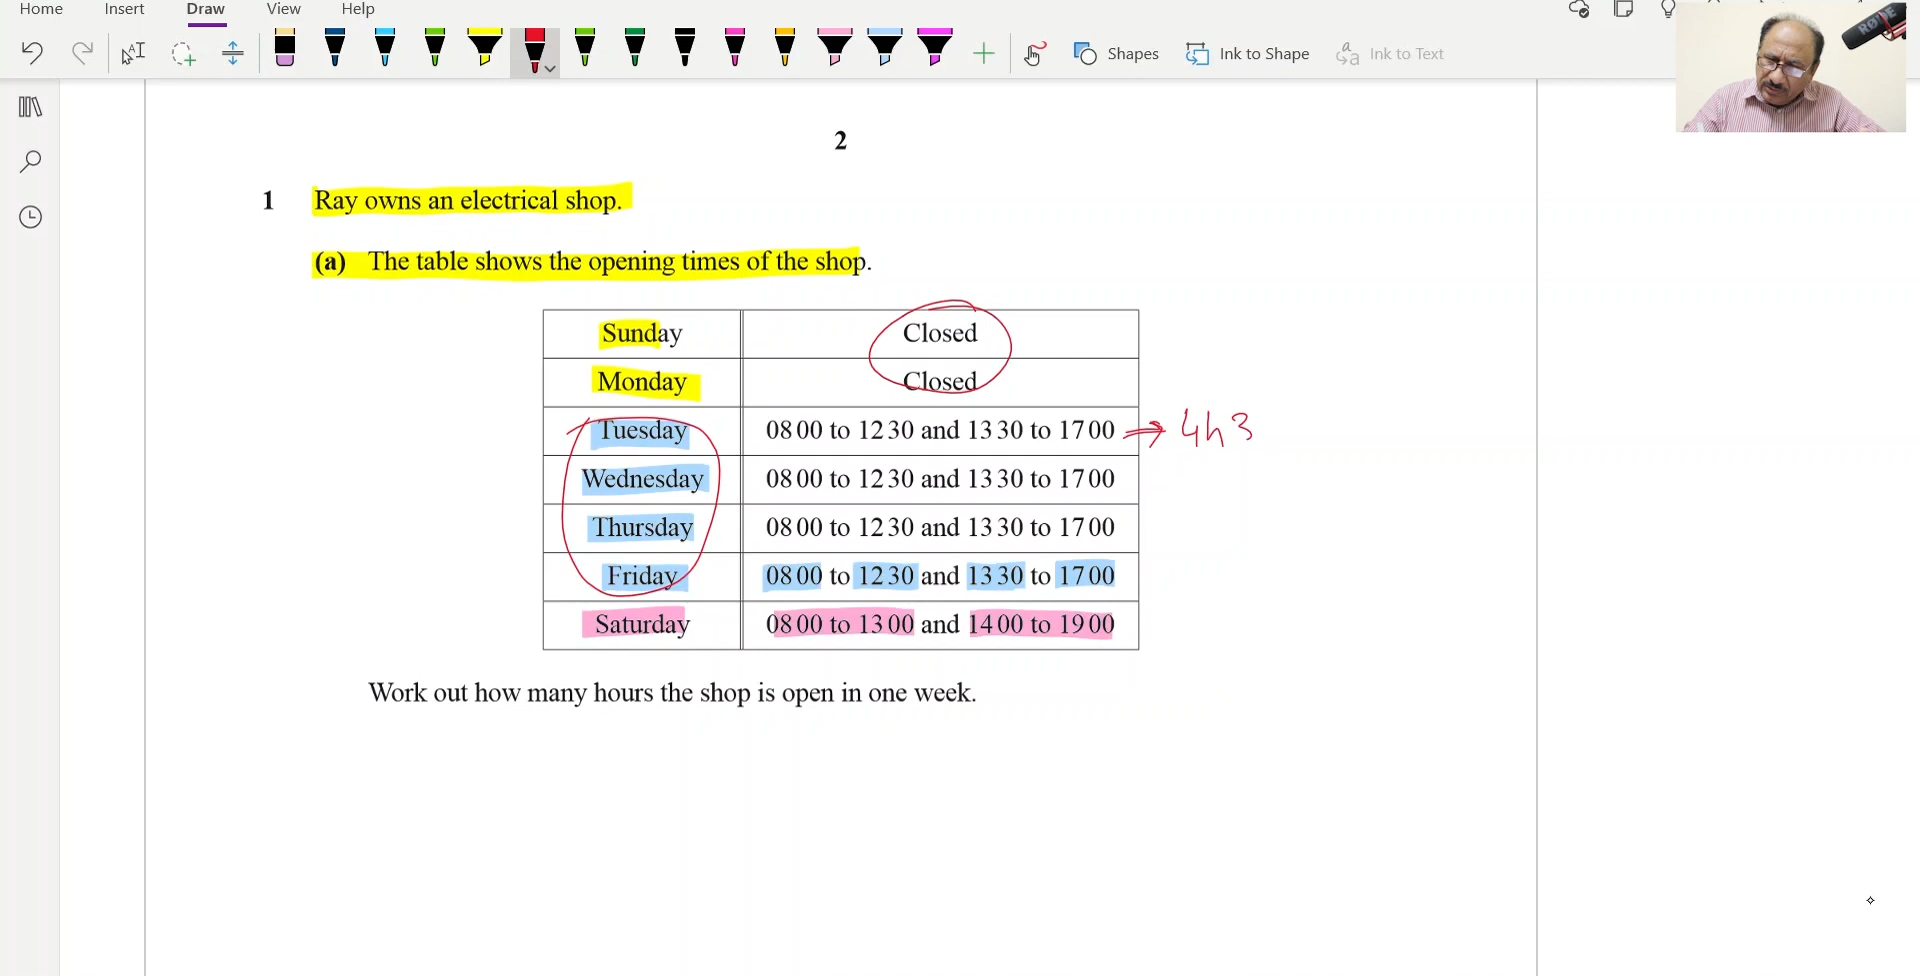 Home Insert Draw View Help
Shapes Ink to Shape Ink to Text
RØDE
2
1 Ray owns an electrical shop.
(a) The table shows the opening times of the shop.
Sunday Closed
Monday Closed
Tuesday 08 00 to 12 30 and 13 30 to 17 00 → 4h 3
Wednesday 08 00 to 12 30 and 13 30 to 17 00
Thursday 08 00 to 12 30 and 13 30 to 17 00
Friday 08 00 to 12 30 and 13 30 to 17 00
Saturday 08 00 to 13 00 and 14 00 to 19 00
Work out how many hours the shop is open in one week.